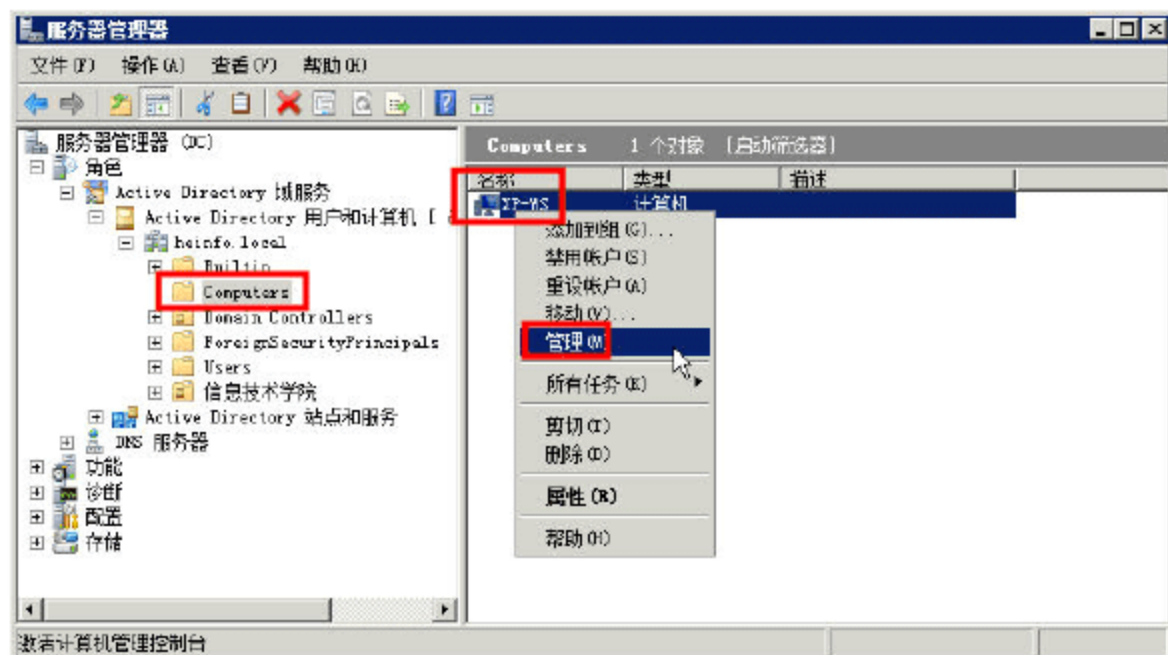 服务器管理器
文件(F) 操作(A) 查看(V) 帮助(H)
服务器管理器 (DC)
角色
Active Directory 域服务
Active Directory 用户和计算机 [
heinfo.local
Builtin
Computers
Domain Controllers
ForeignSecurityPrincipals
Users
信息技术学院
Active Directory 站点和服务
DNS 服务器
功能
诊断
配置
存储
Computers 1 个对象 [启动筛选器]
名称 类型 描述
XP-WS 计算机
添加到组(G)...
禁用帐户(S)
重设帐户(A)
移动(V)...
管理(M)
所有任务(K)
剪切(T)
删除(D)
属性(R)
帮助(H)
激活计算机管理控制台